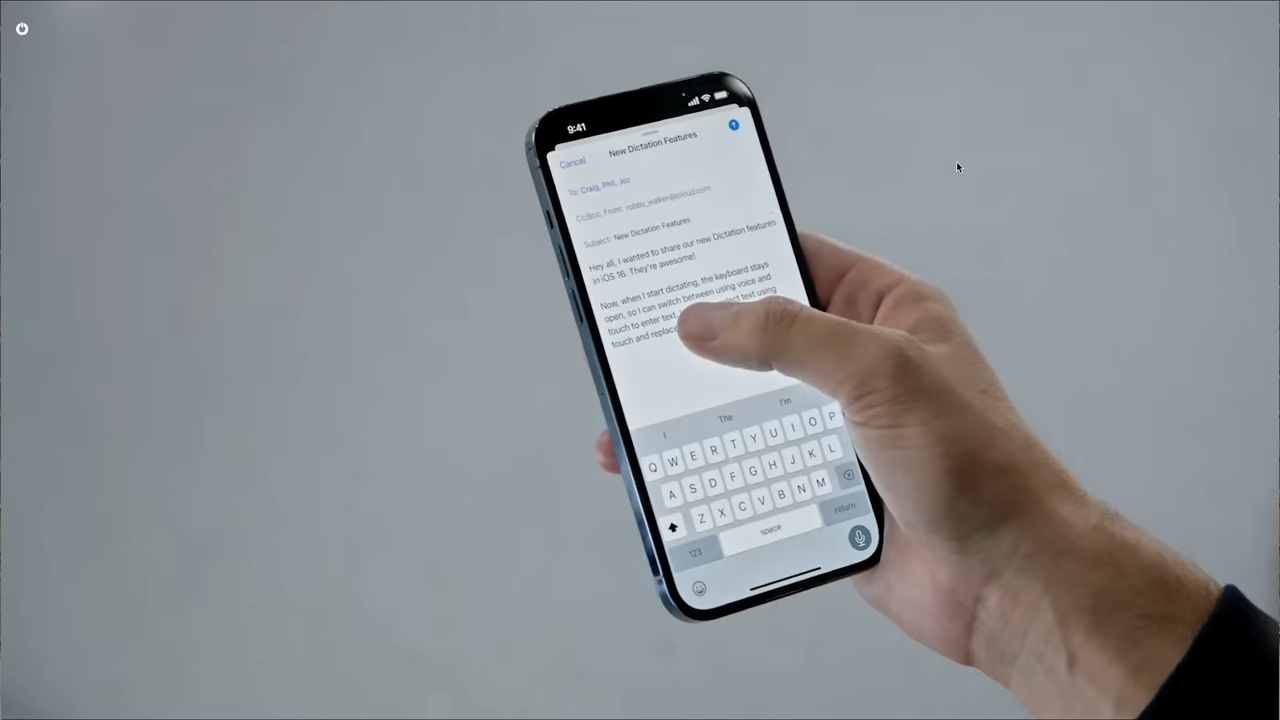 9:41
Cancel
New Dictation Features
To: Craig, Phil, Joz
Cc/Bcc, From: robby_walker@icloud.com
Subject: New Dictation Features
Hey all, I wanted to share our new Dictation features
in iOS 16. They're awesome!
Now, when I start dictating, the keyboard stays
open, so I can switch between using voice and
touch to enter text. select text using
touch and replace
I The I'm
Q W E R T Y U I O P
A S D F G H J K L
Z X C V B N M
123 space return